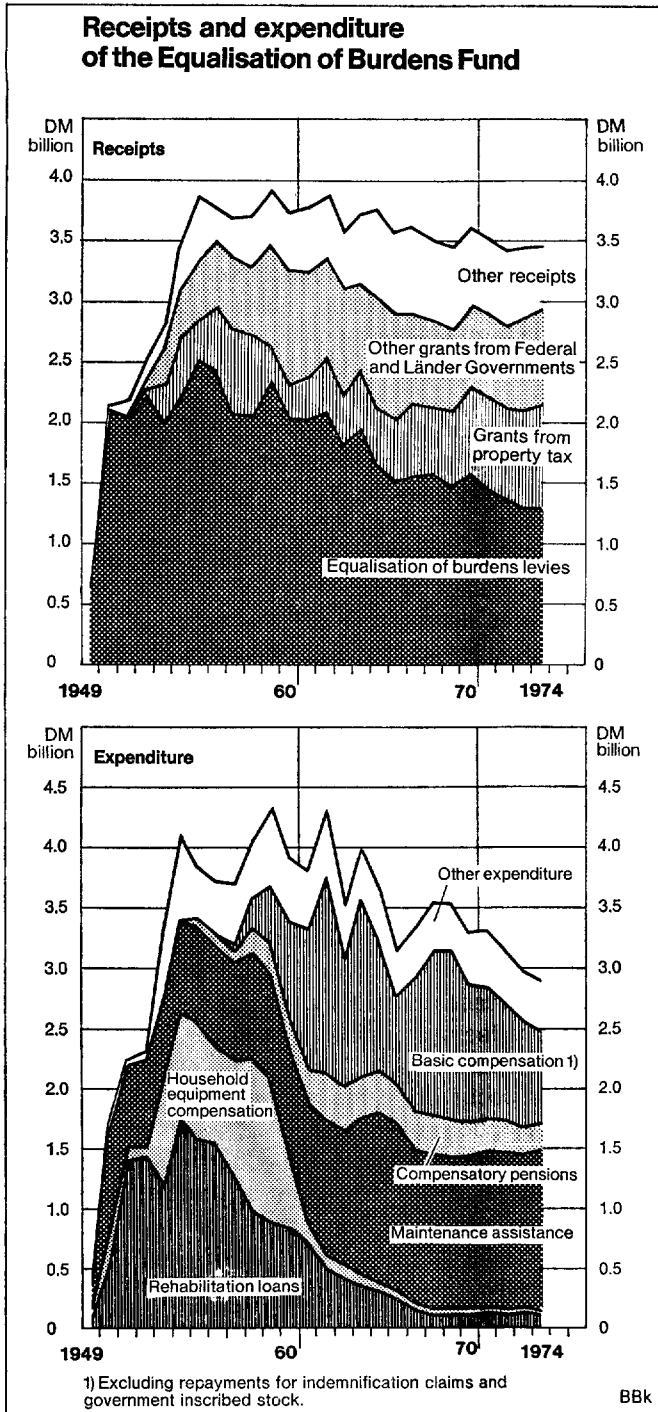 Receipts and expenditure
of the Equalisation of Burdens Fund
DM
billion
Receipts
DM
billion
4.0
3.5
3.0
2.5
2.0
1.5
1.0
0.5
0
4.0
3.5
3.0
2.5
2.0
1.5
1.0
0.5
0
Other receipts
Other grants from Federal
and Länder Governments
Grants from
property tax
Equalisation of burdens levies
1949 60 70 1974
DM
billion
Expenditure
DM
billion
4.5
4.0
3.5
3.0
2.5
2.0
1.5
1.0
0.5
0
4.5
4.0
3.5
3.0
2.5
2.0
1.5
1.0
0.5
0
Other expenditure
Basic compensation 1)
Household
equipment
compensation
Compensatory pensions
Maintenance assistance
Rehabilitation loans
1949 60 70 1974
1) Excluding repayments for indemnification claims and
government inscribed stock.
BBk